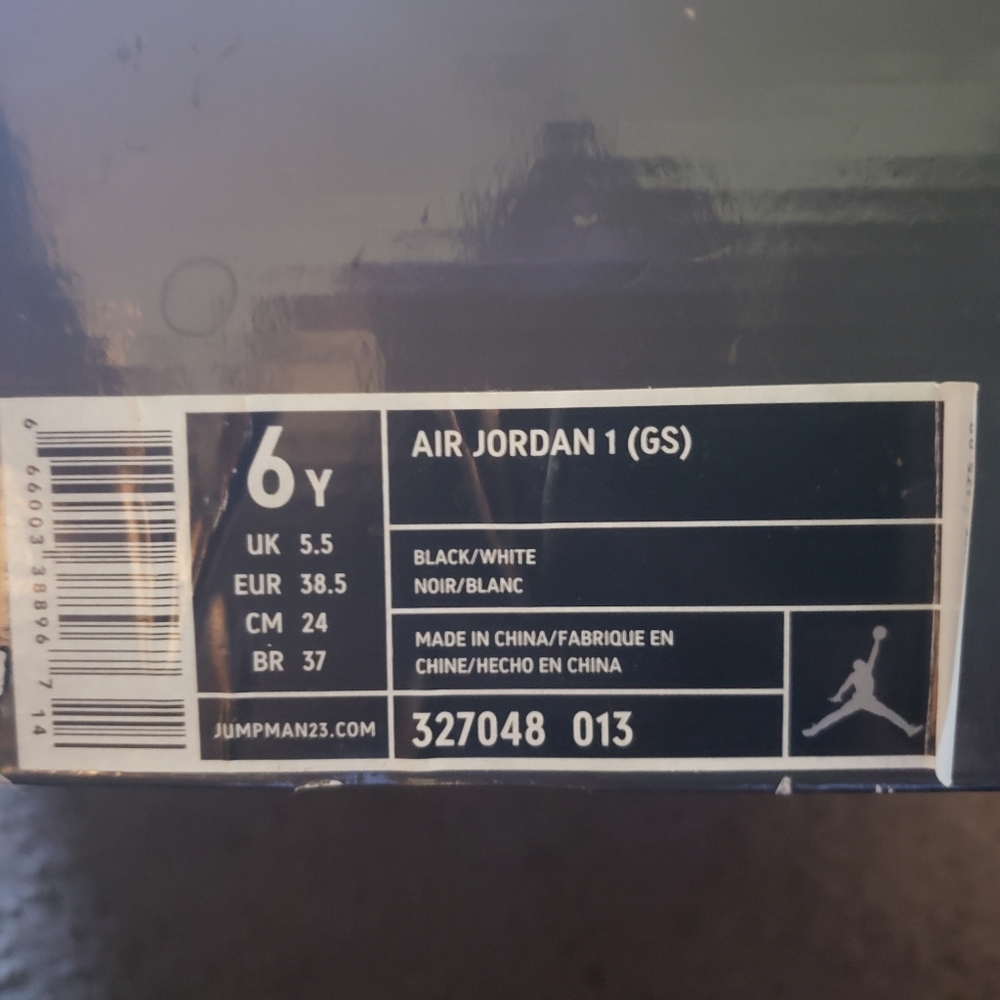 6 66003 38896 7 14
6 Y
UK 5.5
EUR 38.5
CM 24
BR 37
JUMPMAN23.COM
AIR JORDAN 1 (GS)
BLACK/WHITE
NOIR/BLANC
MADE IN CHINA/FABRIQUE EN
CHINE/HECHO EN CHINA
327048 013